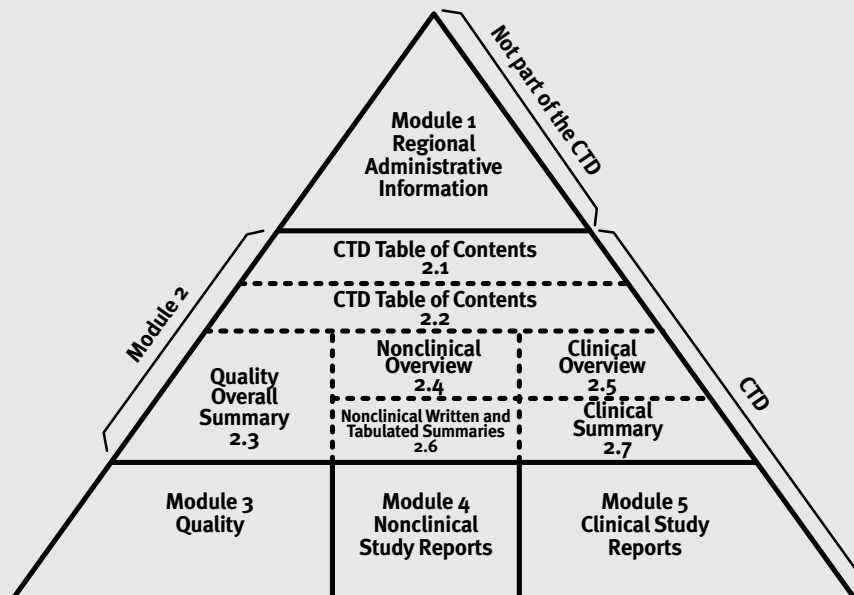 Not part of the CTD
Module 1
Regional
Administrative
Information
Module 2
CTD Table of Contents
2.1
CTD Table of Contents
2.2
Quality
Overall
Summary
2.3
Nonclinical
Overview
2.4
Clinical
Overview
2.5
Nonclinical Written and
Tabulated Summaries
2.6
Clinical
Summary
2.7
CTD
Module 3
Quality
Module 4
Nonclinical
Study Reports
Module 5
Clinical Study
Reports